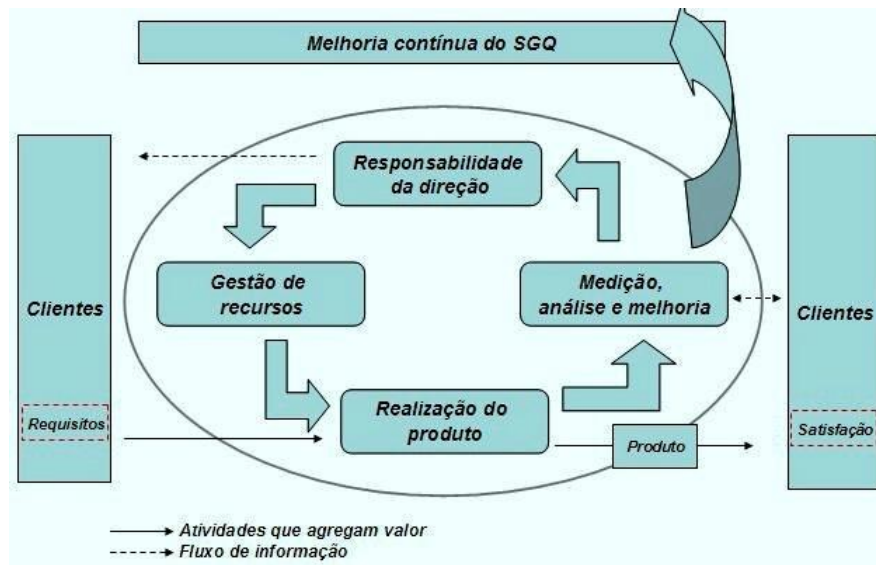 Melhoria contínua do SGQ
Responsabilidade
da direção
Gestão de
recursos
Medição,
análise e melhoria
Clientes
Clientes
Realização do
produto
Requisitos
Produto
Satisfação
Atividades que agregam valor
Fluxo de informação